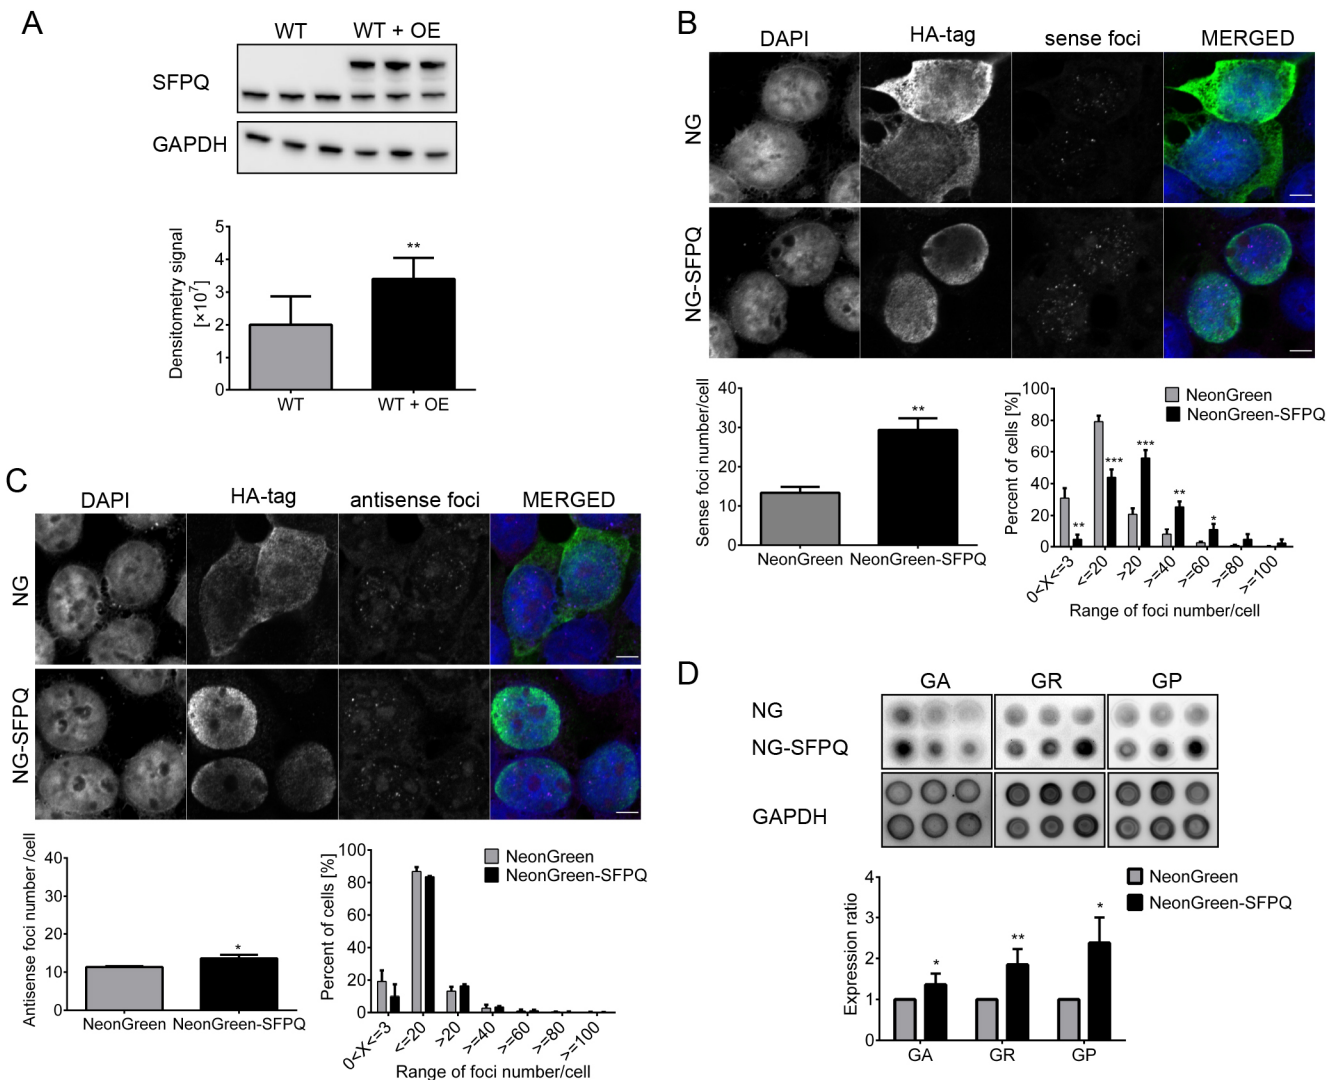 A
WT WT + OE
SFPQ
GAPDH
Densitometry signal
[×10⁷]
5
4
3
2
1
0
**
WT WT + OE
B
DAPI HA-tag sense foci MERGED
NG
NG-SFPQ
Sense foci number/cell
40
30
20
10
0
**
NeonGreen NeonGreen-SFPQ
Percent of cells [%]
100
80
60
40
20
0
NeonGreen
NeonGreen-SFPQ
** *** *** ** *
0<X<=3 <=20 >20 >=40 >=60 >=80 >=100
Range of foci number/cell
C
DAPI HA-tag antisense foci MERGED
NG
NG-SFPQ
Antisense foci number /cell
40
30
20
10
0
*
NeonGreen NeonGreen-SFPQ
Percent of cells [%]
100
80
60
40
20
0
NeonGreen
NeonGreen-SFPQ
0<X<=3 <=20 >20 >=40 >=60 >=80 >=100
Range of foci number/cell
D
GA GR GP
NG
NG-SFPQ
GAPDH
Expression ratio
4
3
2
1
0
NeonGreen
NeonGreen-SFPQ
* ** *
GA GR GP